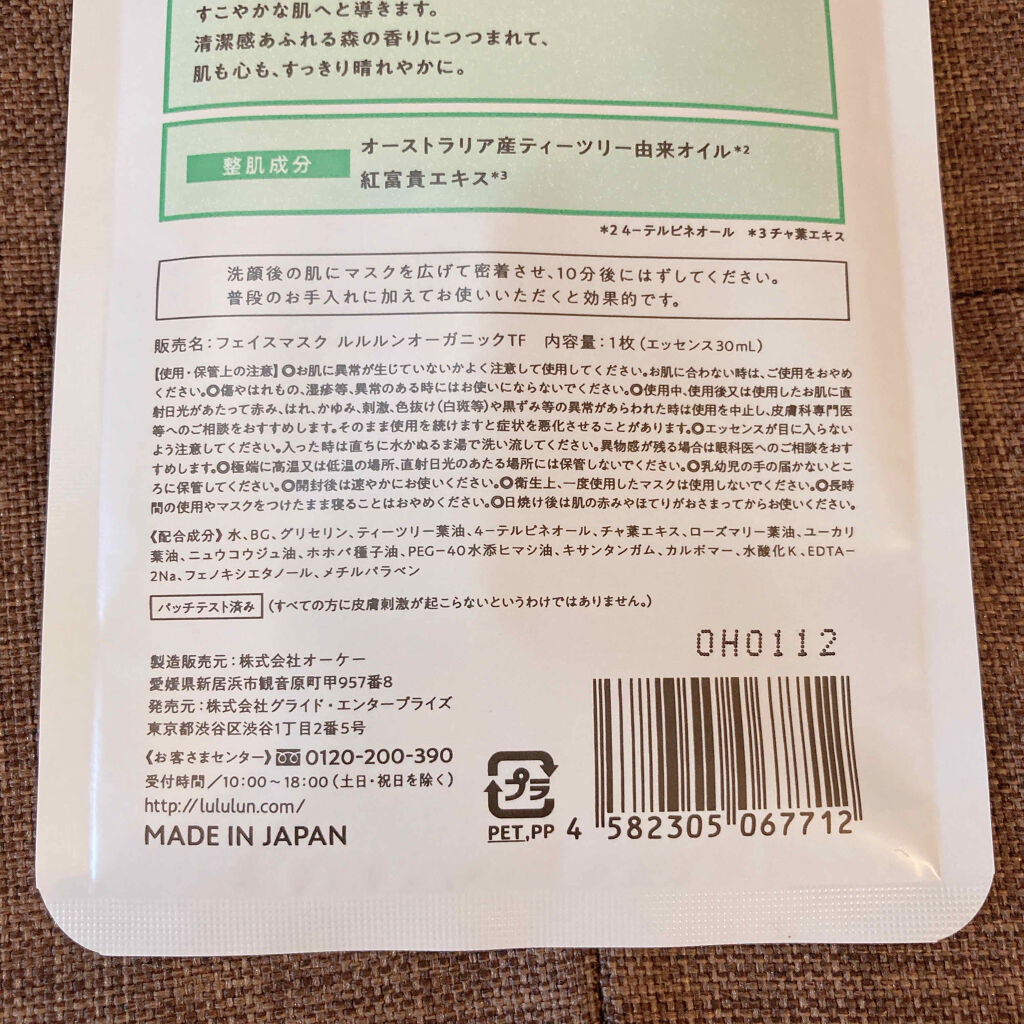 すこやかな肌へと導きます。
清潔感あふれる森の香りにつつまれて、
肌も心も、すっきり晴れやかに。
整肌成分
オーストラリア産ティーツリー由来オイル*2
紅富貴エキス*3
*2 4-テルピネオール *3 チャ葉エキス
洗顔後の肌にマスクを広げて密着させ、10分後にはずしてください。
普段のお手入れに加えてお使いいただくと効果的です。
販売名:フェイスマスク ルルルンオーガニックTF 内容量:1枚(エッセンス30mL)
【使用・保管上の注意】◎お肌に異常が生じていないかよく注意して使用してください。お肌に合わない時は、ご使用をおやめ
ください。◎傷やはれもの、湿疹等、異常のある時にはお使いにならないでください。◎使用中、使用後又は使用したお肌に直
射日光があたって赤み、はれ、かゆみ、刺激、色抜け(白斑等)や黒ずみ等の異常があらわれた時は使用を中止し、皮膚科専門医
等へのご相談をおすすめします。そのまま使用を続けますと症状を悪化させることがあります。◎エッセンスが目に入らない
よう注意してください。入った時は直ちに水かぬるま湯で洗い流してください。異物感が残る場合は眼科医へのご相談をおす
すめします。◎極端に高温又は低温の場所、直射日光のあたる場所には保管しないでください。◎乳幼児の手の届かないとこ
ろに保管してください。◎開封後は速やかにお使いください。◎衛生上、一度使用したマスクは使用しないでください。◎長時
間の使用やマスクをつけたまま寝ることはおやめください。◎日焼け後は肌の赤みやほてりがおさまってからお使いください。
《配合成分》水、BG、グリセリン、ティーツリー葉油、4-テルピネオール、チャ葉エキス、ローズマリー葉油、ユーカリ
葉油、ニュウコウジュ油、ホホバ種子油、PEG-40水添ヒマシ油、キサンタンガム、カルボマー、水酸化K、EDTA-
2Na、フェノキシエタノール、メチルパラベン
パッチテスト済み (すべての方に皮膚刺激が起こらないというわけではありません。)
OH0112
製造販売元:株式会社オーケー
愛媛県新居浜市観音原町甲957番8
発売元:株式会社グライド・エンタープライズ
東京都渋谷区渋谷1丁目2番5号
《お客さまセンター》0120-200-390
受付時間/10:00~18:00(土日・祝日を除く)
http://lululun.com/
MADE IN JAPAN
プラ
PET,PP
4 582305 067712